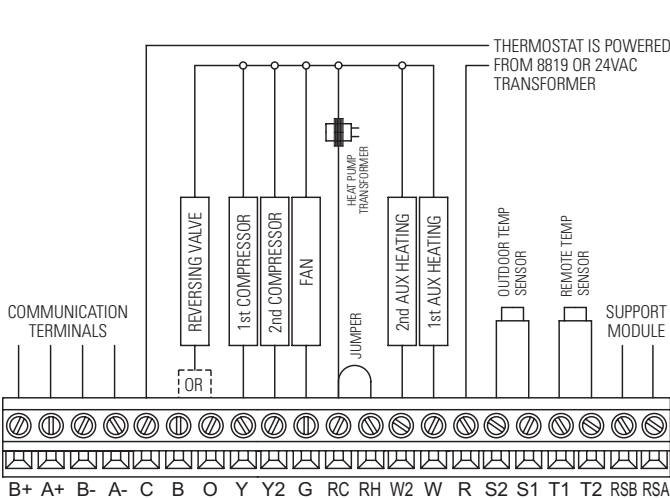 THERMOSTAT IS POWERED
FROM 8819 OR 24VAC
TRANSFORMER
HEAT PUMP
TRANSFORMER
REVERSING VALVE
1st COMPRESSOR
2nd COMPRESSOR
FAN
2nd AUX HEATING
1st AUX HEATING
OUTDOOR TEMP
SENSOR
REMOTE TEMP
SENSOR
COMMUNICATION
TERMINALS
JUMPER
SUPPORT
MODULE
OR
B+ A+ B- A- C B O Y Y2 G RC RH W2 W R S2 S1 T1 T2 RSB RSA